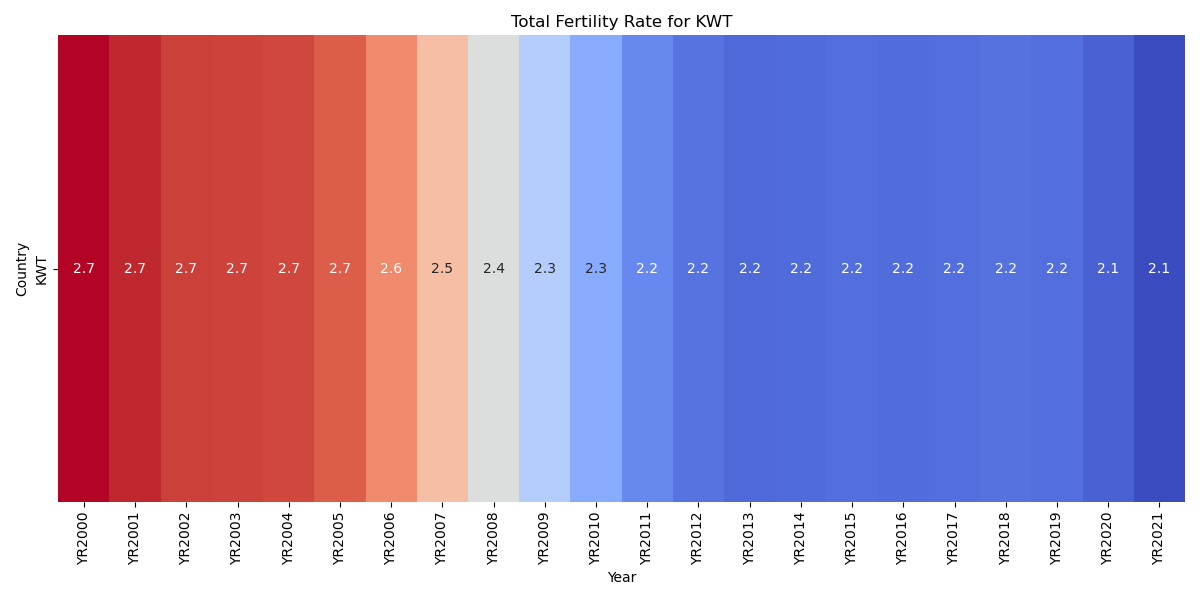 Total Fertility Rate for KWT
Country
KWT
2.7 2.7 2.7 2.7 2.7 2.7 2.6 2.5 2.4 2.3 2.3 2.2 2.2 2.2 2.2 2.2 2.2 2.2 2.2 2.2 2.1 2.1
YR2000 YR2001 YR2002 YR2003 YR2004 YR2005 YR2006 YR2007 YR2008 YR2009 YR2010 YR2011 YR2012 YR2013 YR2014 YR2015 YR2016 YR2017 YR2018 YR2019 YR2020 YR2021
Year